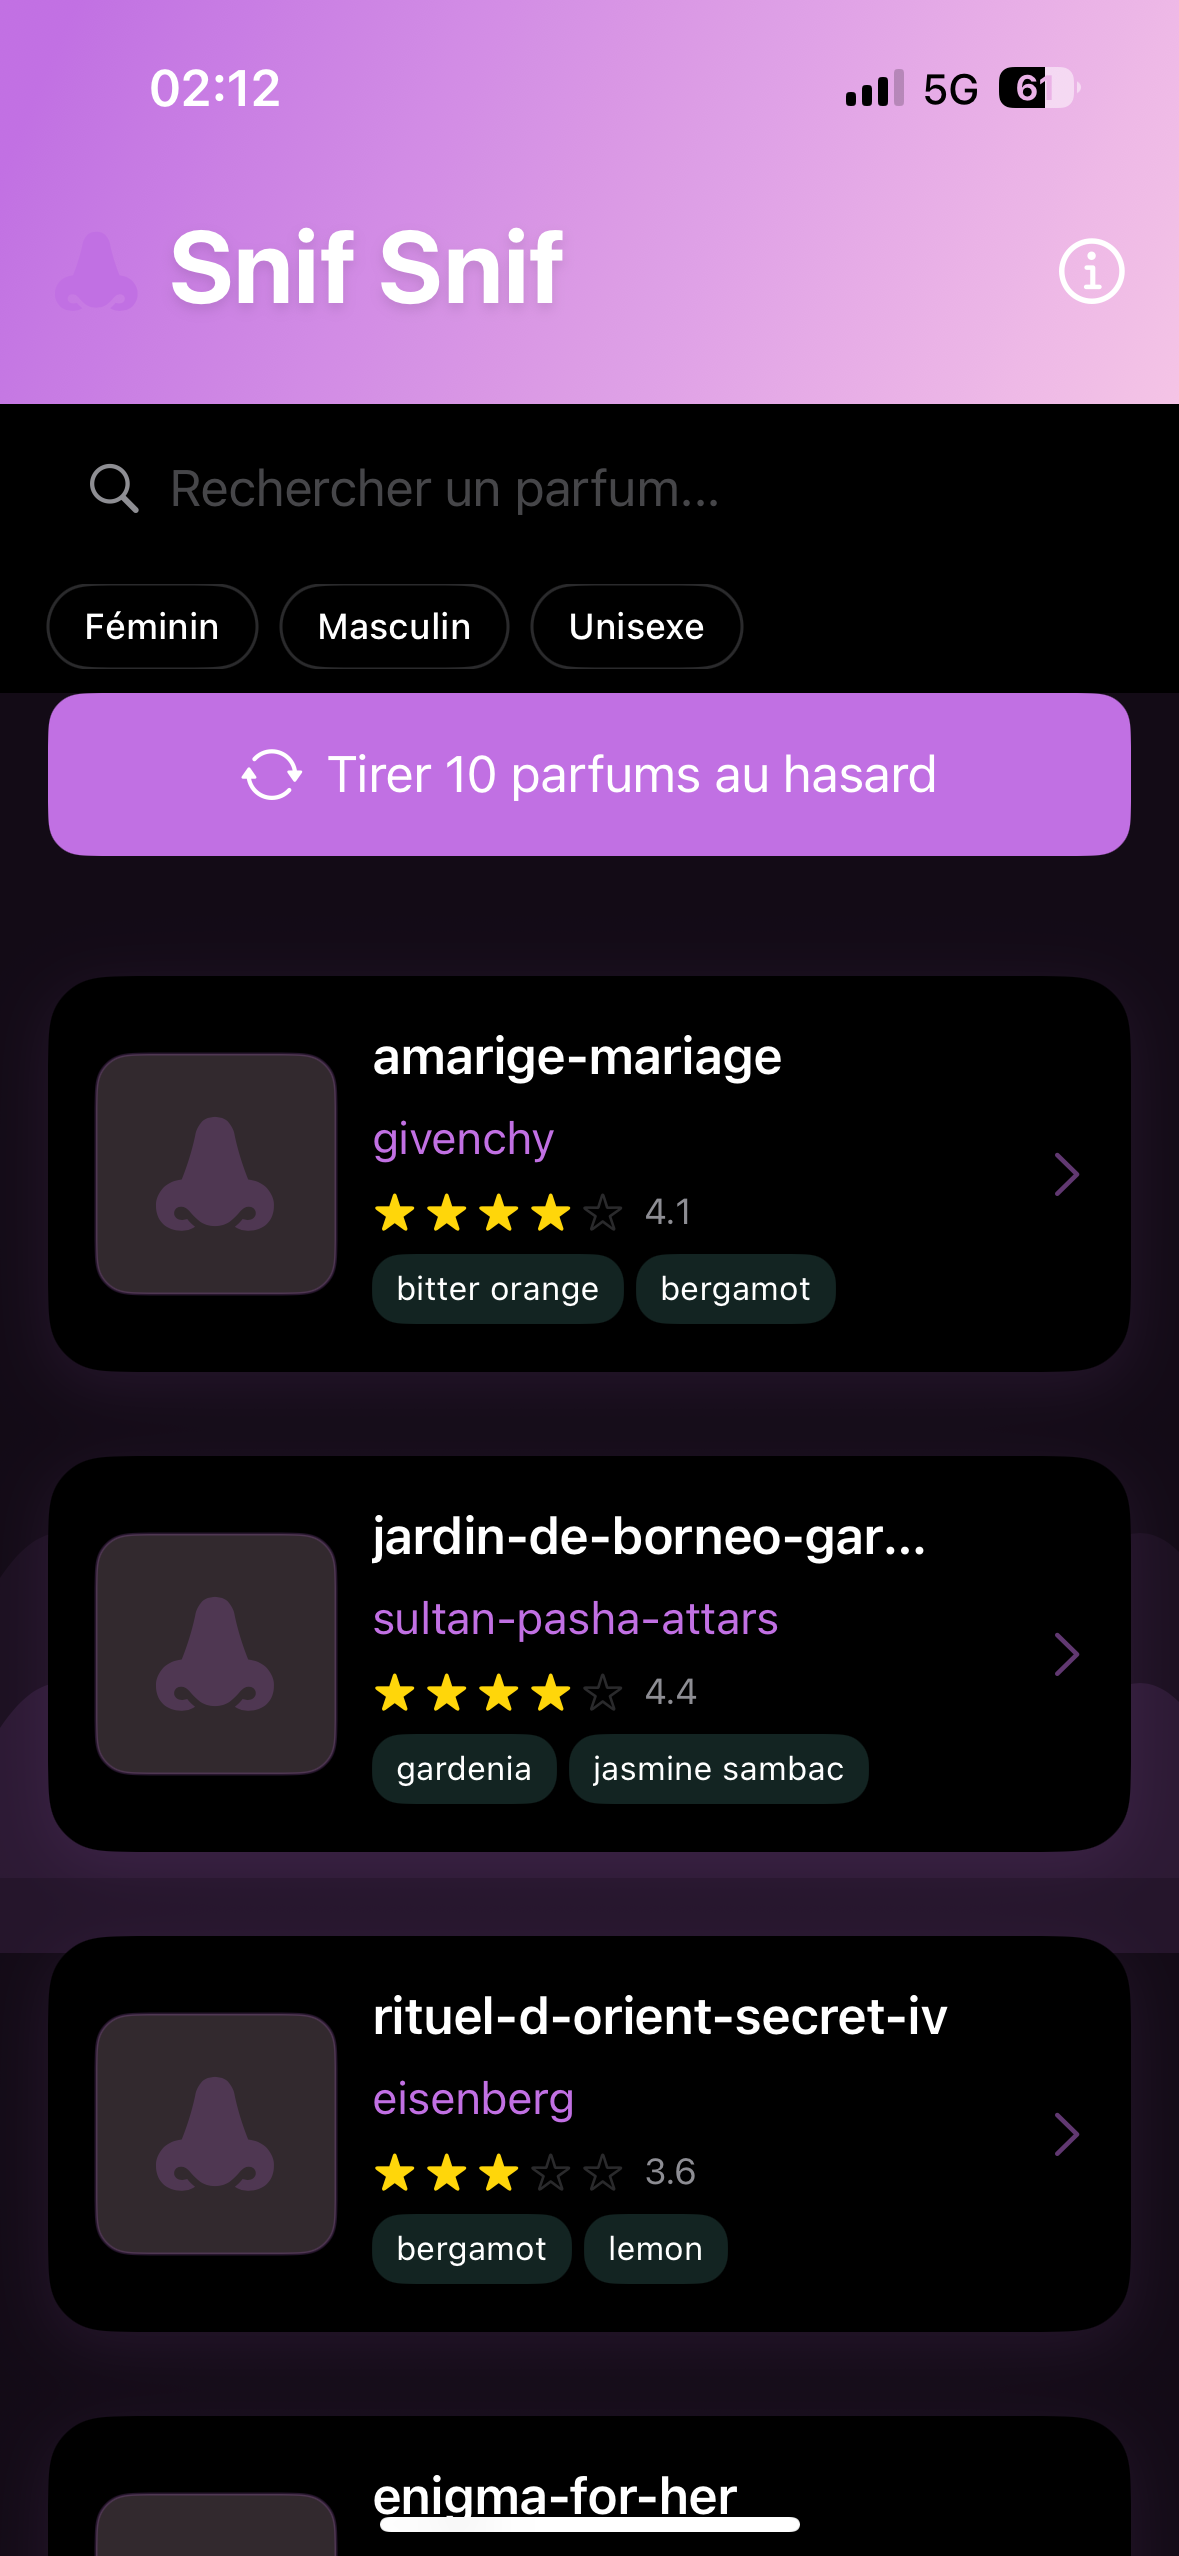 02:12
5G
61
Snif Snif
Rechercher un parfum...
Féminin
Masculin
Unisexe
Tirer 10 parfums au hasard
amarige-mariage
givenchy
4.1
bitter orange
bergamot
jardin-de-borneo-gar...
sultan-pasha-attars
4.4
gardenia
jasmine sambac
rituel-d-orient-secret-iv
eisenberg
3.6
bergamot
lemon
enigma-for-her